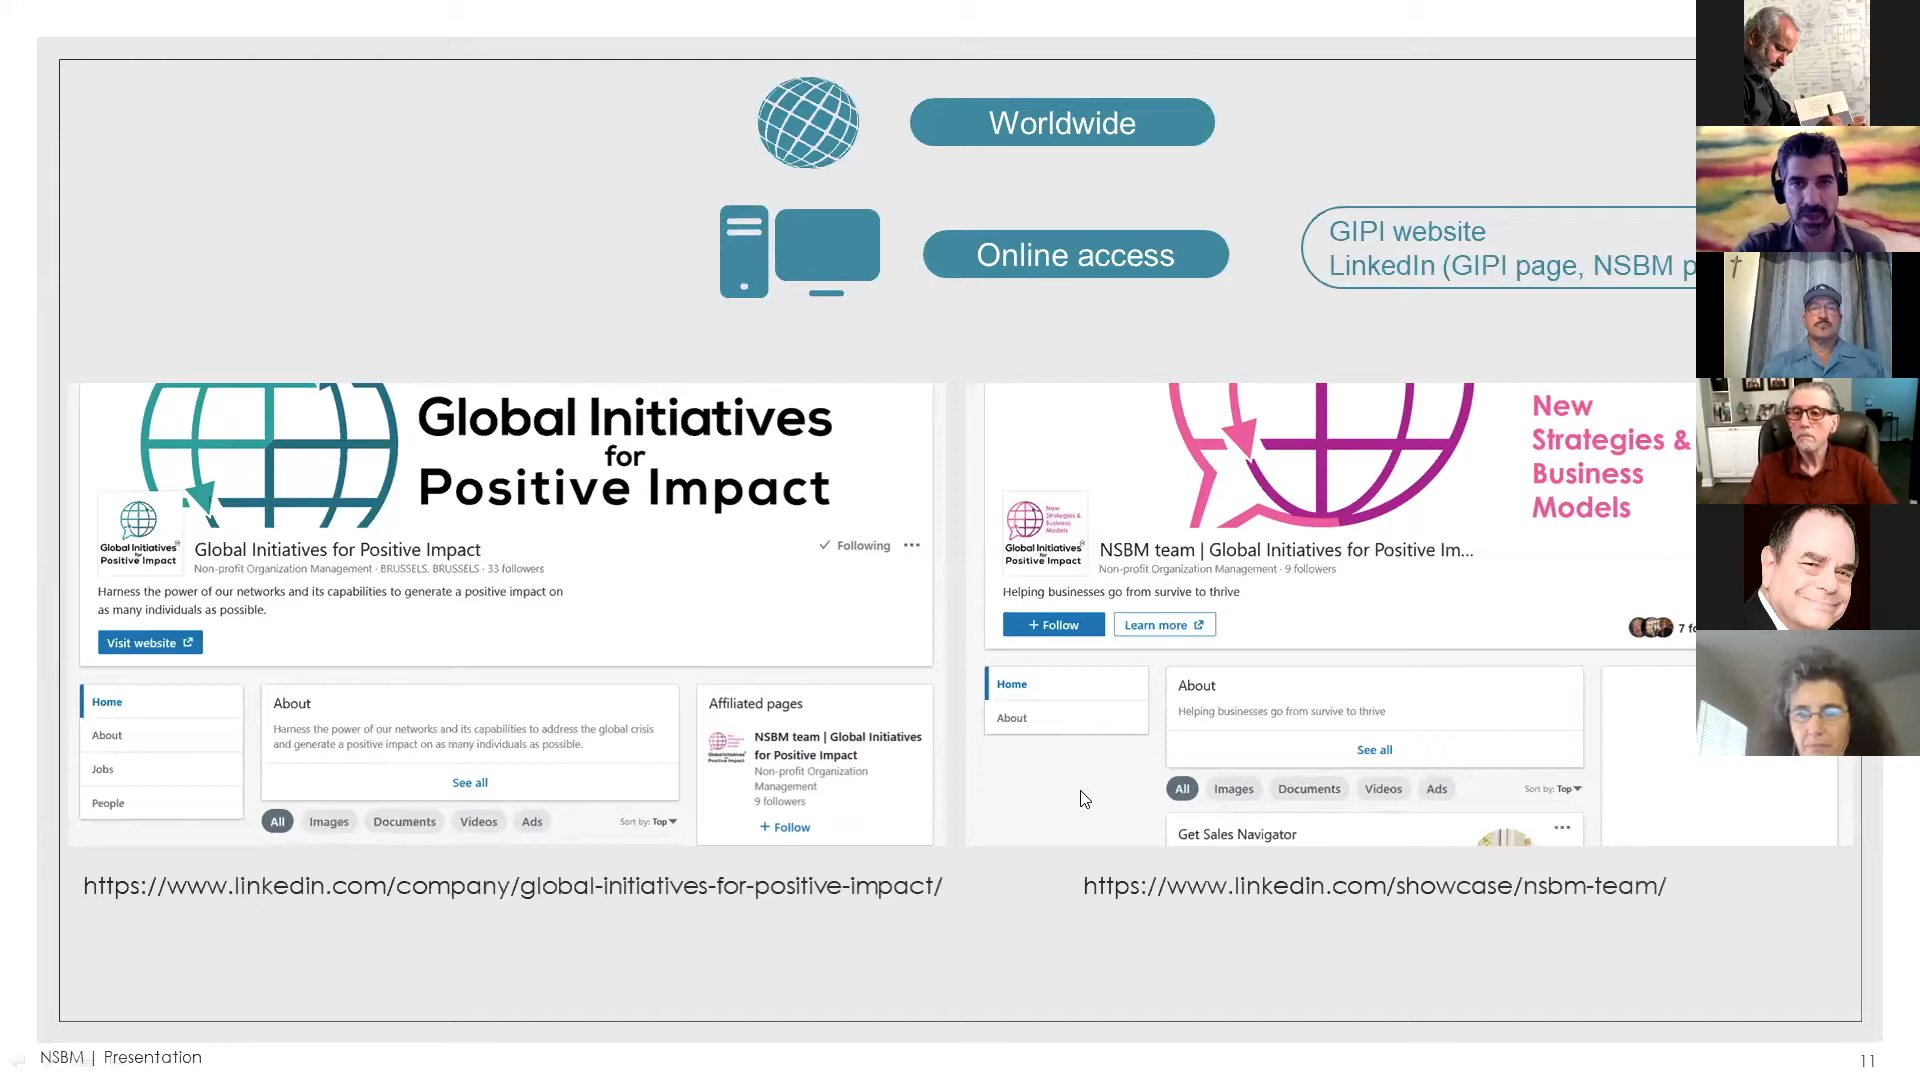 Worldwide
Online access
GIPI website
LinkedIn (GIPI page, NSBM p
Global Initiatives
for
Positive Impact
Global Initiatives
for
Positive Impact
Global Initiatives for Positive Impact
Non-profit Organization Management · BRUSSELS, BRUSSELS · 33 followers
Following
Harness the power of our networks and its capabilities to generate a positive impact on
as many individuals as possible.
Visit website
Home
About
Jobs
People
About
Harness the power of our networks and its capabilities to address the global crisis
and generate a positive impact on as many individuals as possible.
See all
All Images Documents Videos Ads
Sort by: Top
Affiliated pages
NSBM team | Global Initiatives
for Positive Impact
Non-profit Organization
Management
9 followers
+ Follow
New
Strategies &
Business
Models
New
Strategies &
Business
Models
Global Initiatives
for
Positive Impact
NSBM team | Global Initiatives for Positive Im...
Non-profit Organization Management · 9 followers
Helping businesses go from survive to thrive
+ Follow
Learn more
7 fo
Home
About
About
Helping businesses go from survive to thrive
See all
All Images Documents Videos Ads
Sort by: Top
Get Sales Navigator
https://www.linkedin.com/company/global-initiatives-for-positive-impact/
https://www.linkedin.com/showcase/nsbm-team/
NSBM | Presentation
11